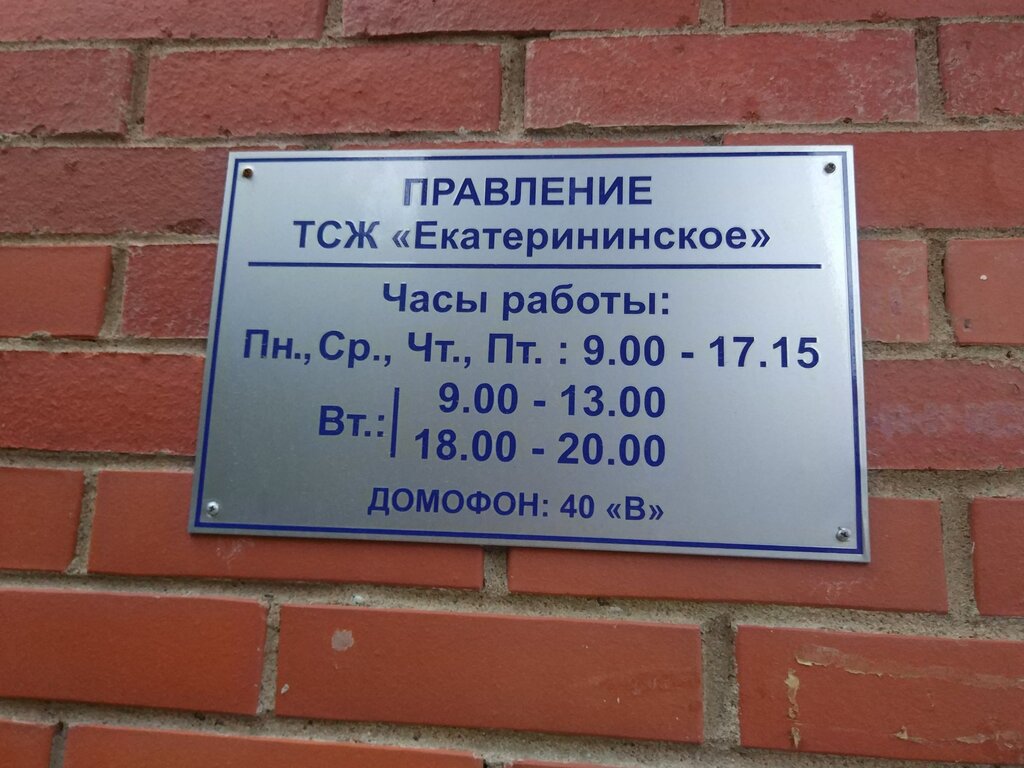 ПРАВЛЕНИЕ
ТСЖ «Екатерининское»
Часы работы:
Пн., Ср., Чт., Пт. : 9.00 - 17.15
Вт.: 9.00 - 13.00
18.00 - 20.00
ДОМОФОН: 40 «В»